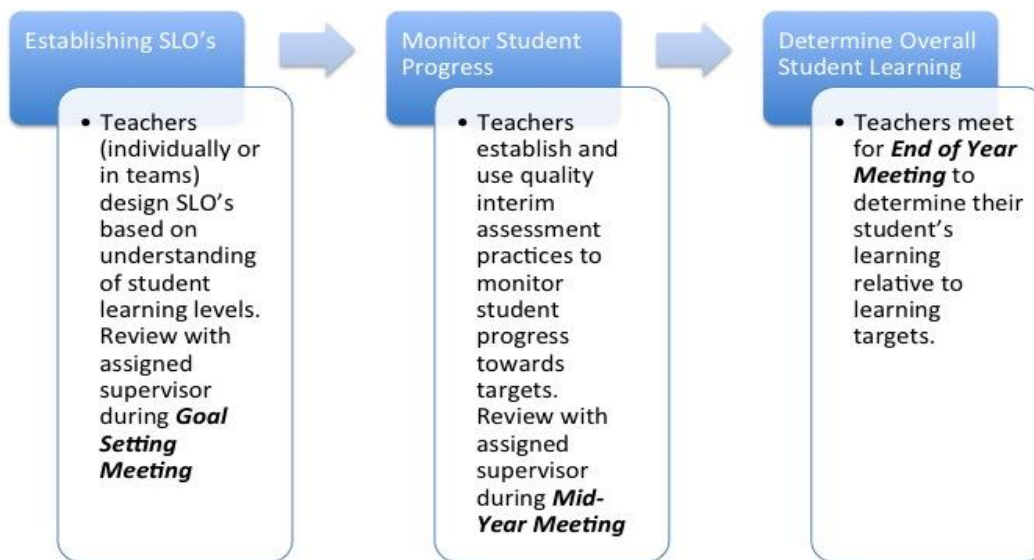 Establishing SLO's
• Teachers
(individually or
in teams)
design SLO's
based on
understanding
of student
learning levels.
Review with
assigned
supervisor
during Goal
Setting
Meeting
Monitor Student
Progress
• Teachers
establish and
use quality
interim
assessment
practices to
monitor
student
progress
towards
targets.
Review with
assigned
supervisor
during Mid-
Year Meeting
Determine Overall
Student Learning
• Teachers meet
for End of Year
Meeting to
determine their
student's
learning
relative to
learning
targets.